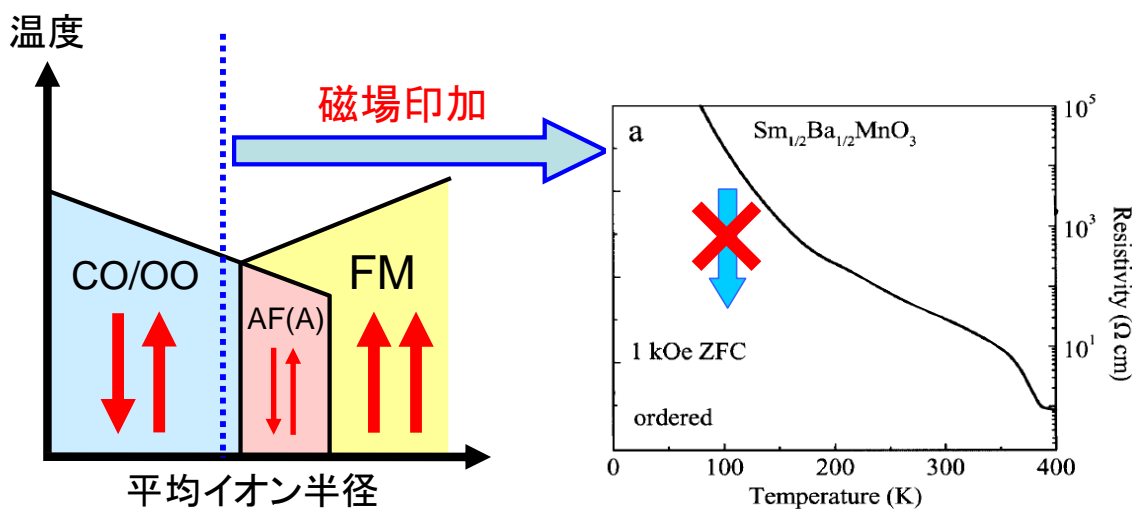 温度
磁場印加
CO/OO
AF(A)
FM
平均イオン半径
a
Sm1/2Ba1/2MnO3
1 kOe ZFC
ordered
10^5
10^3
10^1
Resistivity (Ω cm)
0
100
200
300
400
Temperature (K)